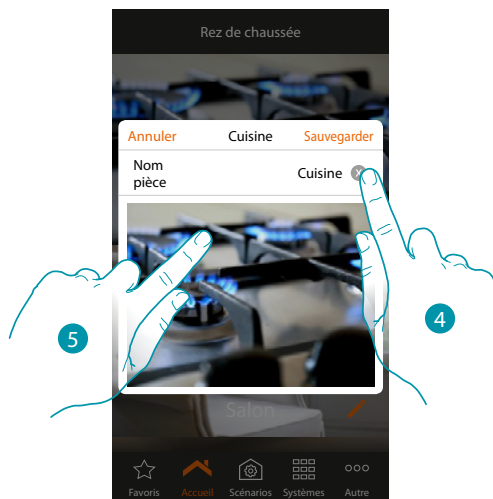 Rez de chaussée
Annuler Cuisine Sauvegarder
Nom
pièce
Cuisine X
5
4
Salon
Favoris Accueil Scénarios Systèmes Autre